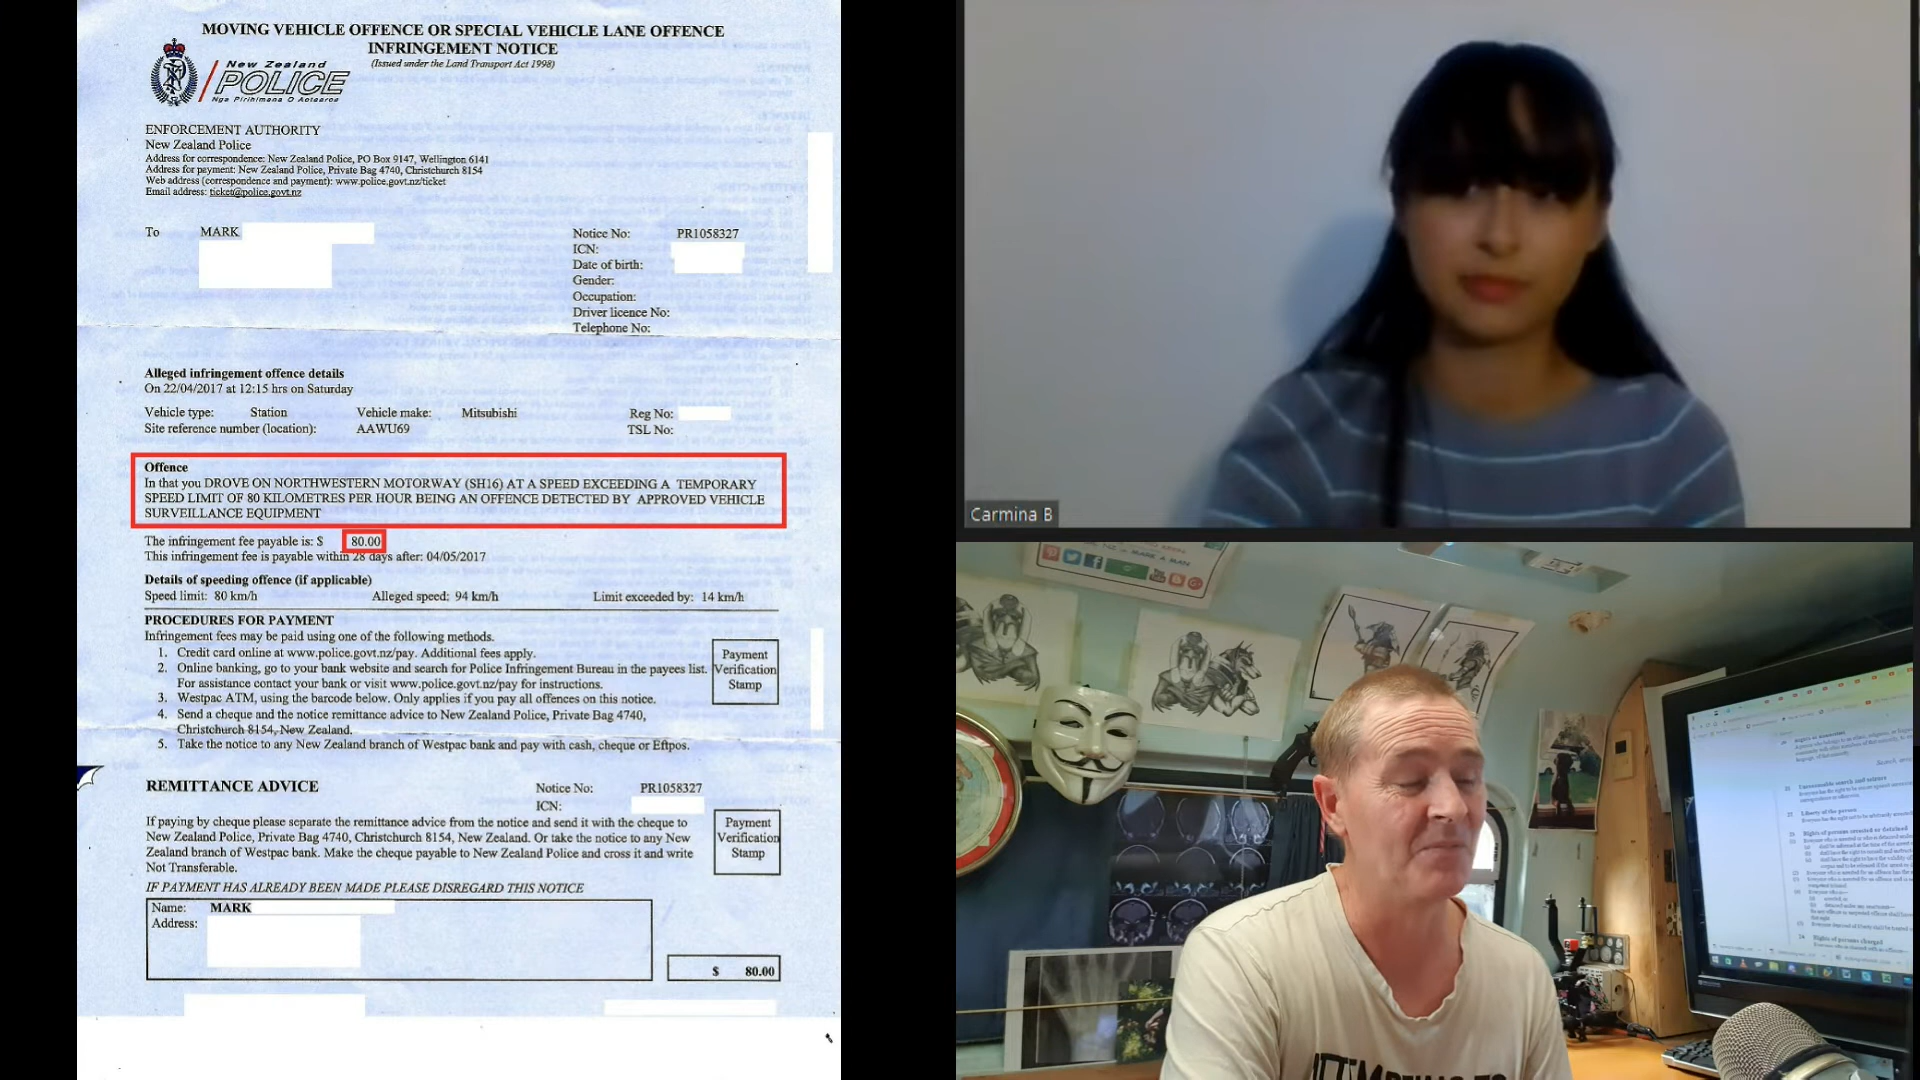 MOVING VEHICLE OFFENCE OR SPECIAL VEHICLE LANE OFFENCE
INFRINGEMENT NOTICE
(Issued under the Land Transport Act 1998)
New Zealand
POLICE
Nga Pirihimana O Aotearoa
ENFORCEMENT AUTHORITY
New Zealand Police
Address for correspondence: New Zealand Police, PO Box 9147, Wellington 6141
Address for payment: New Zealand Police, Private Bag 4740, Christchurch 8154
Web address (correspondence and payment): www.police.govt.nz/ticket
Email address: ticket@police.govt.nz
To MARK
Notice No: PR1058327
ICN:
Date of birth:
Gender:
Occupation:
Driver licence No:
Telephone No:
Alleged infringement offence details
On 22/04/2017 at 12:15 hrs on Saturday
Vehicle type: Station Vehicle make: Mitsubishi Reg No:
Site reference number (location): AAWU69 TSL No:
Offence
In that you DROVE ON NORTHWESTERN MOTORWAY (SH16) AT A SPEED EXCEEDING A TEMPORARY
SPEED LIMIT OF 80 KILOMETRES PER HOUR BEING AN OFFENCE DETECTED BY APPROVED VEHICLE
SURVEILLANCE EQUIPMENT
The infringement fee payable is: $ 80.00
This infringement fee is payable within 28 days after: 04/05/2017
Details of speeding offence (if applicable)
Speed limit: 80 km/h Alleged speed: 94 km/h Limit exceeded by: 14 km/h
PROCEDURES FOR PAYMENT
Infringement fees may be paid using one of the following methods.
1. Credit card online at www.police.govt.nz/pay. Additional fees apply.
2. Online banking, go to your bank website and search for Police Infringement Bureau in the payees list.
For assistance contact your bank or visit www.police.govt.nz/pay for instructions.
3. Westpac ATM, using the barcode below. Only applies if you pay all offences on this notice.
4. Send a cheque and the notice remittance advice to New Zealand Police, Private Bag 4740,
Christchurch 8154, New Zealand.
5. Take the notice to any New Zealand branch of Westpac bank and pay with cash, cheque or Eftpos.
Payment
Verification
Stamp
REMITTANCE ADVICE
Notice No: PR1058327
ICN:
If paying by cheque please separate the remittance advice from the notice and send it with the cheque to
New Zealand Police, Private Bag 4740, Christchurch 8154, New Zealand. Or take the notice to any New
Zealand branch of Westpac bank. Make the cheque payable to New Zealand Police and cross it and write
Not Transferable.
Payment
Verification
Stamp
IF PAYMENT HAS ALREADY BEEN MADE PLEASE DISREGARD THIS NOTICE
Name: MARK
Address:
$ 80.00
Carmina B
Unreasonable search and seizure
Liberty of the person
Rights of persons arrested or detained
Rights of persons charged